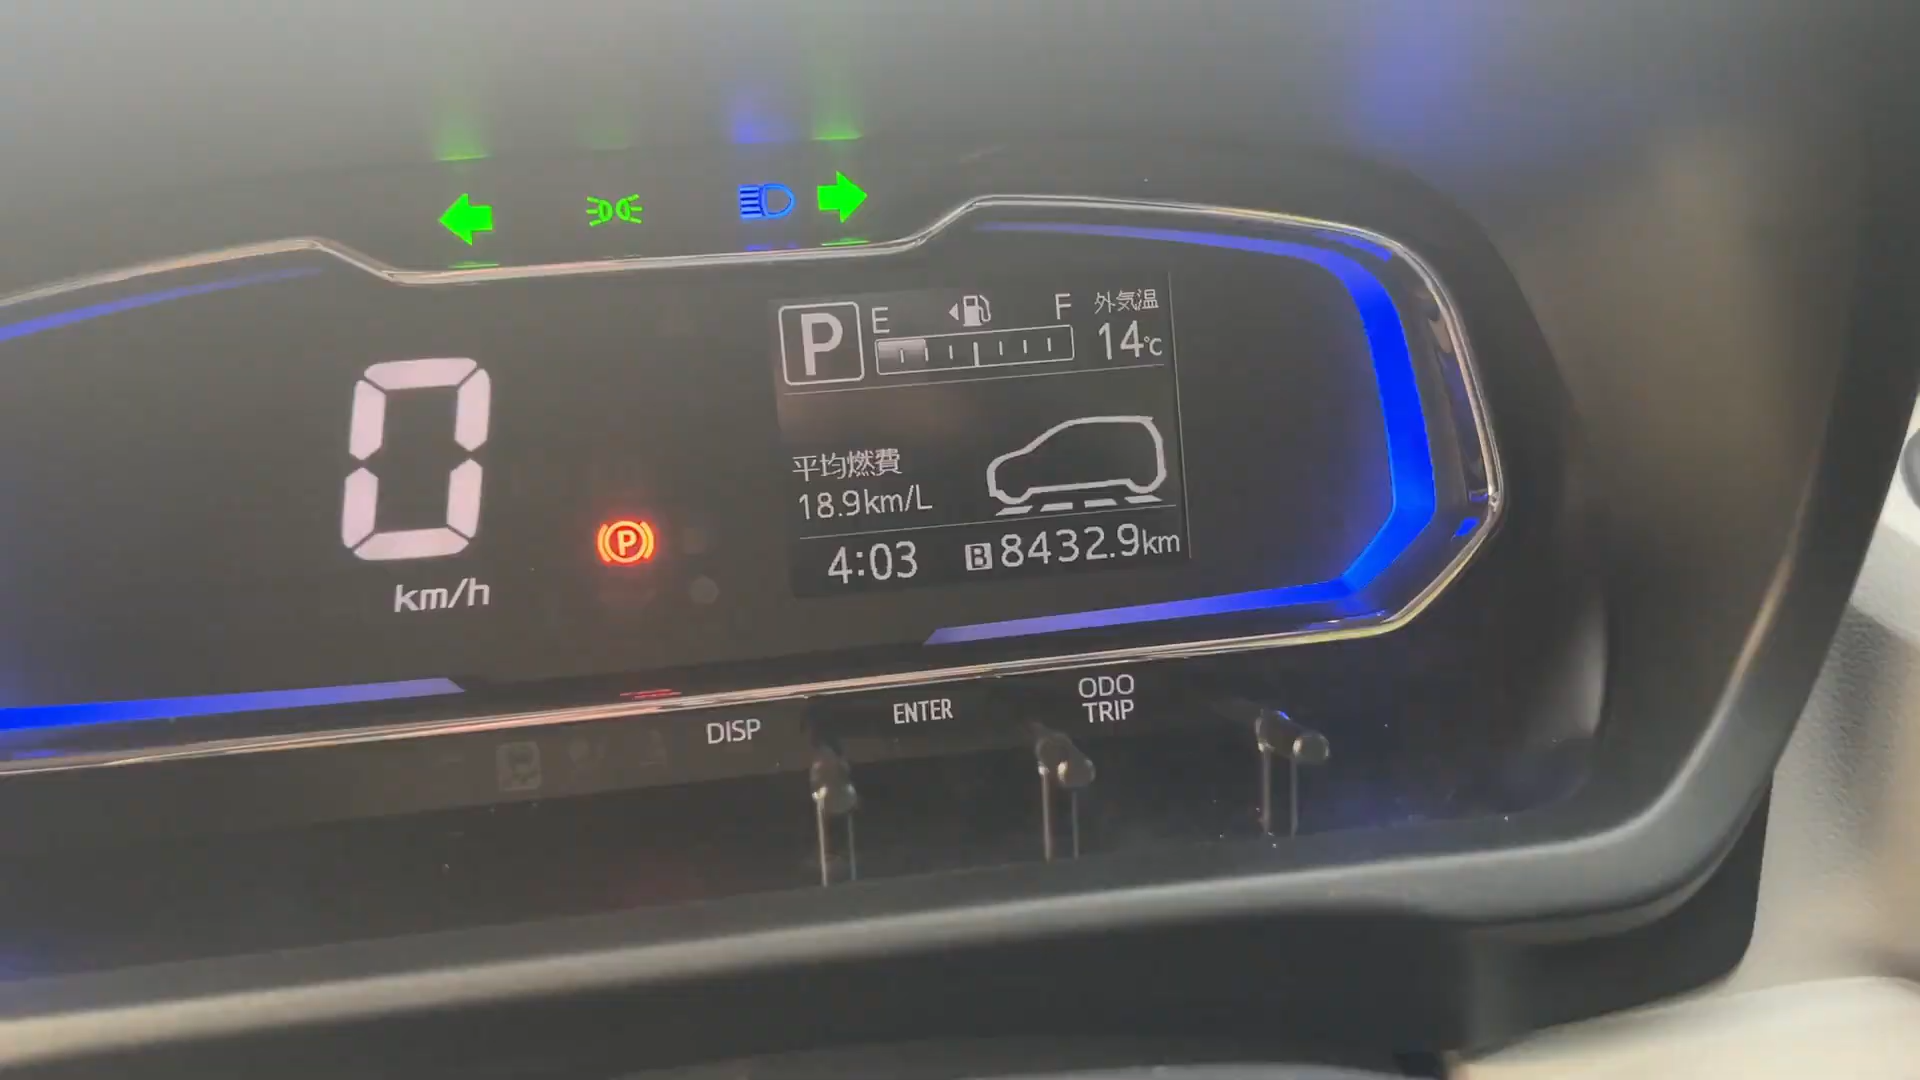 P
E
F
外気温
14℃
0
km/h
P
平均燃費
18.9km/L
4:03
B 8432.9km
DISP
ENTER
ODO
TRIP